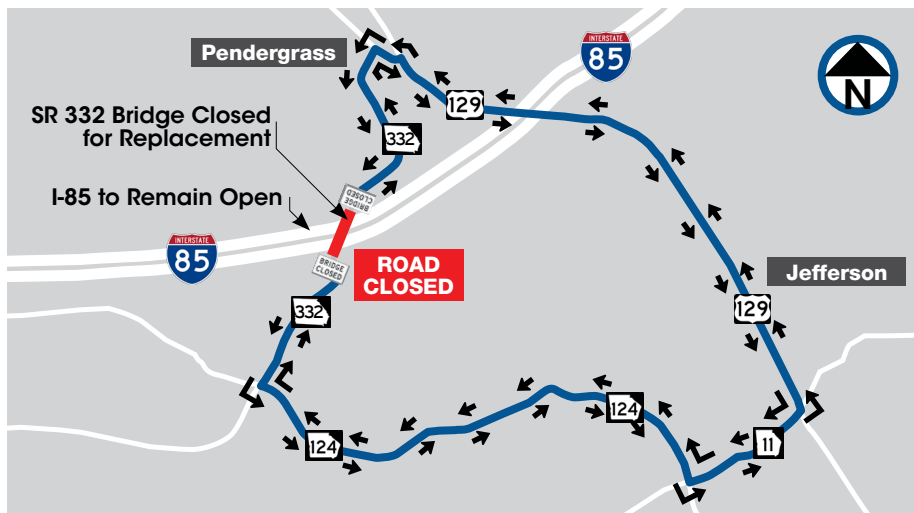 INTERSTATE
85
Pendergrass
N
129
SR 332 Bridge Closed
for Replacement
332
I-85 to Remain Open
BRIDGE
CLOSED
INTERSTATE
85
BRIDGE
CLOSED
ROAD
CLOSED
Jefferson
332
129
124
124
11